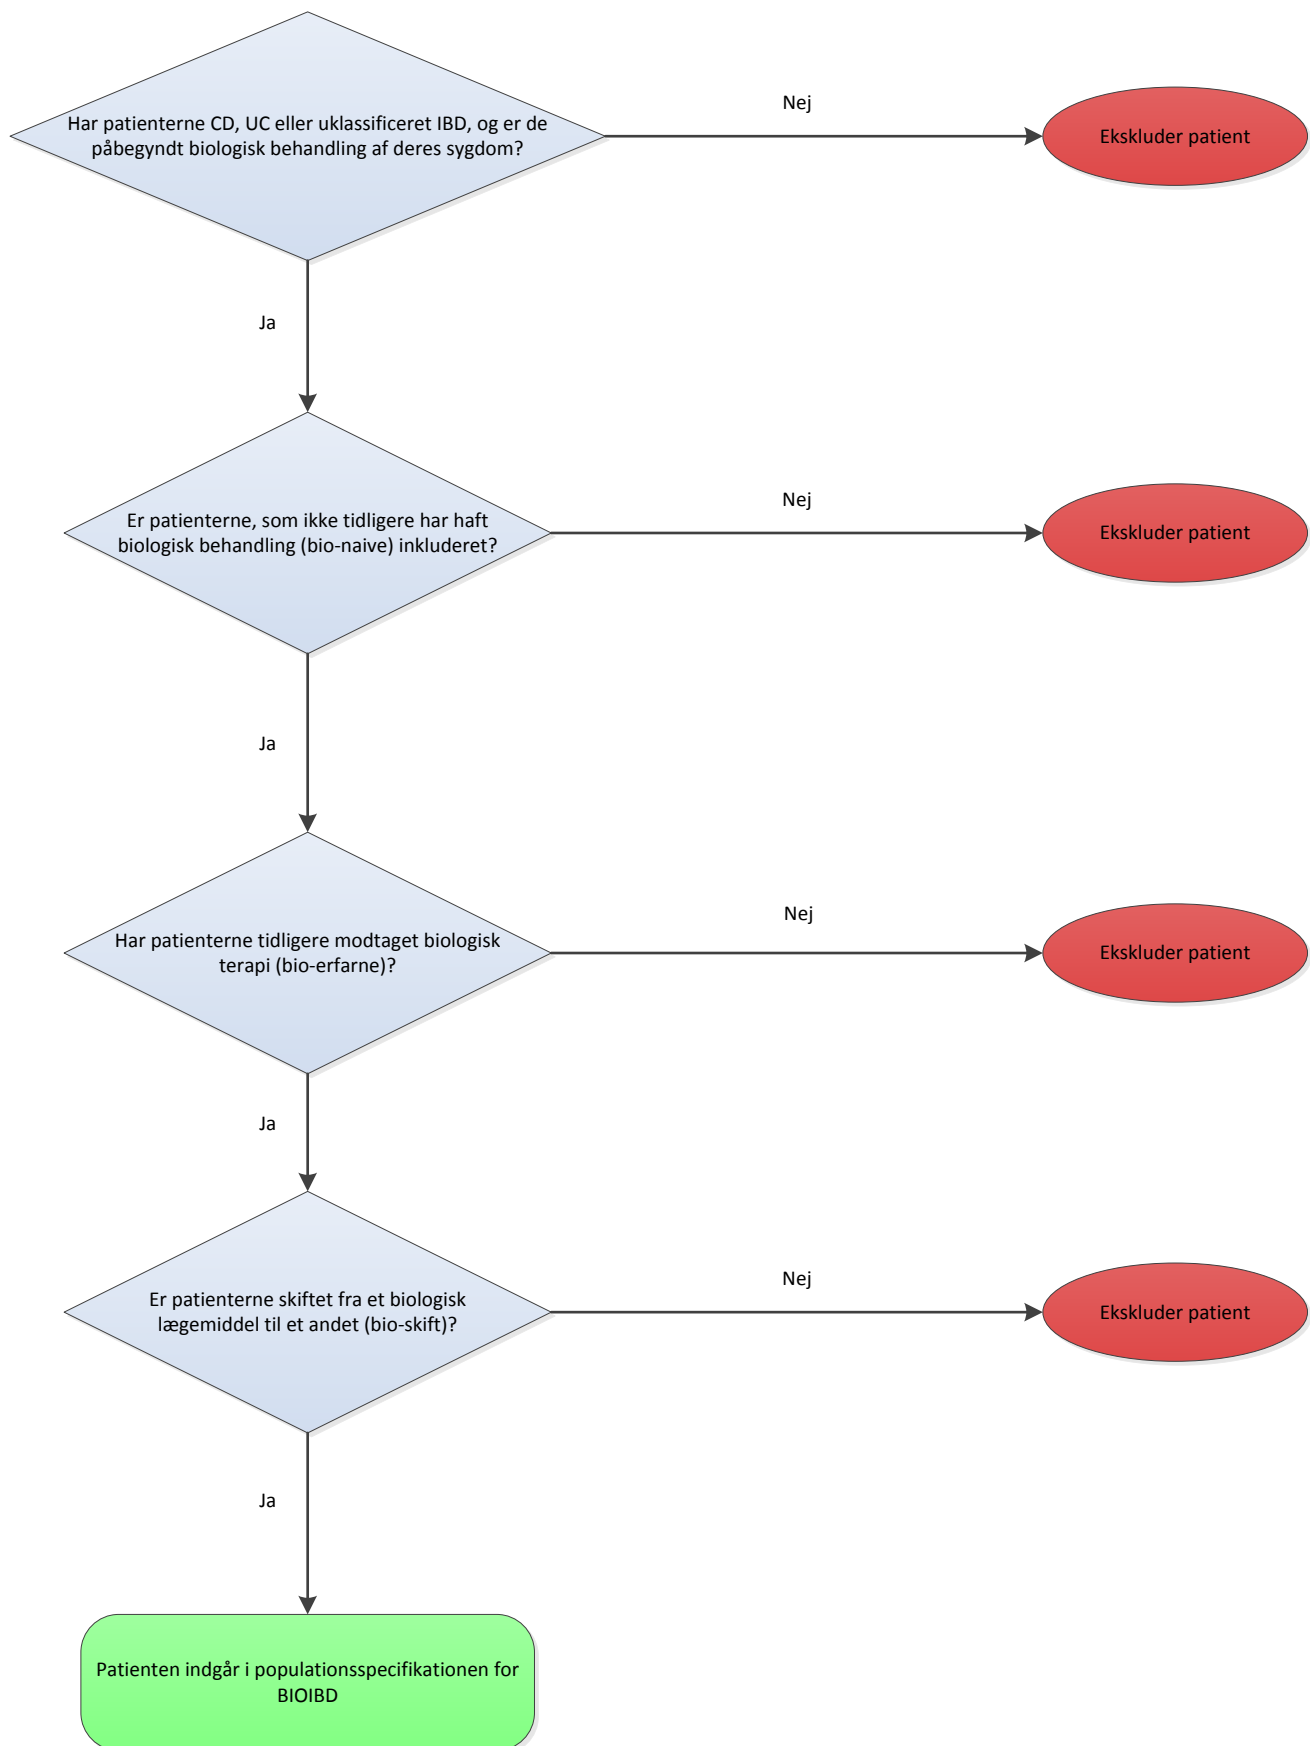 Har patienterne CD, UC eller uklassificeret IBD, og er de
påbegyndt biologisk behandling af deres sygdom?
Nej
Ekskluder patient
Ja
Er patienterne, som ikke tidligere har haft
biologisk behandling (bio-naive) inkluderet?
Nej
Ekskluder patient
Ja
Har patienterne tidligere modtaget biologisk
terapi (bio-erfarne)?
Nej
Ekskluder patient
Ja
Er patienterne skiftet fra et biologisk
lægemiddel til et andet (bio-skift)?
Nej
Ekskluder patient
Ja
Patienten indgår i populationsspecifikationen for
BIOIBD